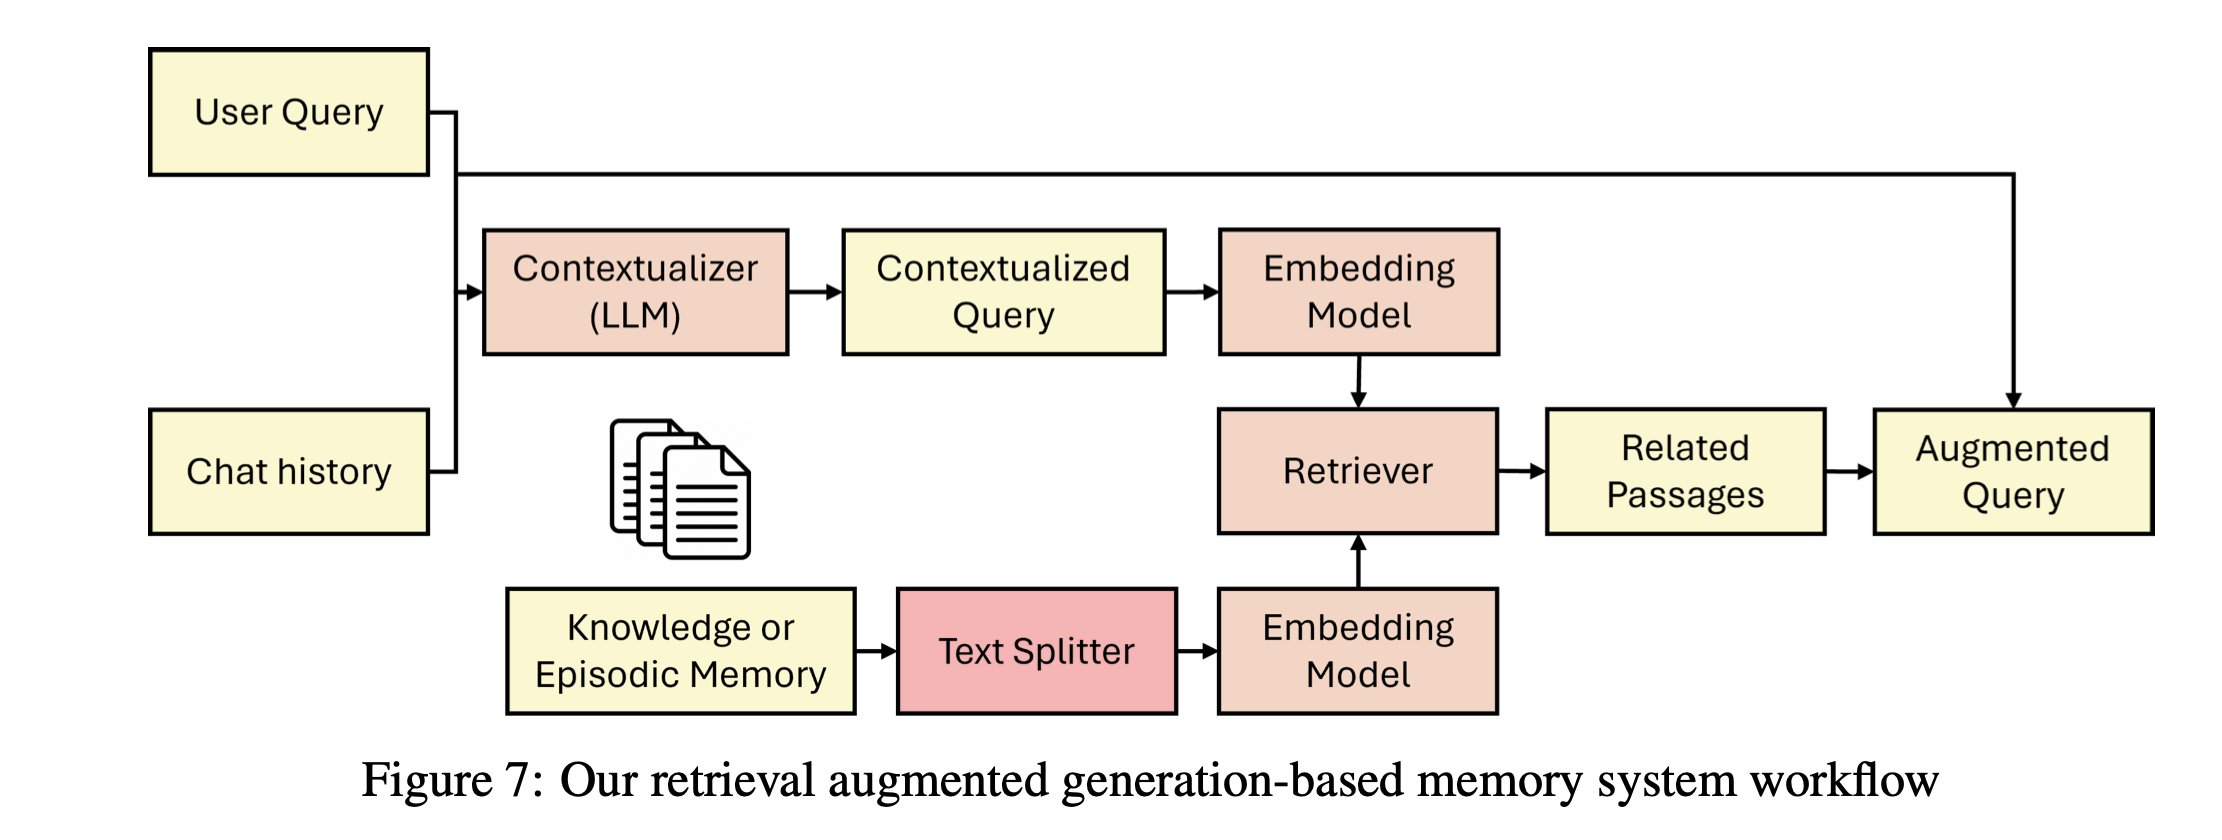 User Query
Contextualizer
(LLM)
Contextualized
Query
Embedding
Model
Chat history
Retriever
Related
Passages
Augmented
Query
Knowledge or
Episodic Memory
Text Splitter
Embedding
Model
Figure 7: Our retrieval augmented generation-based memory system workflow